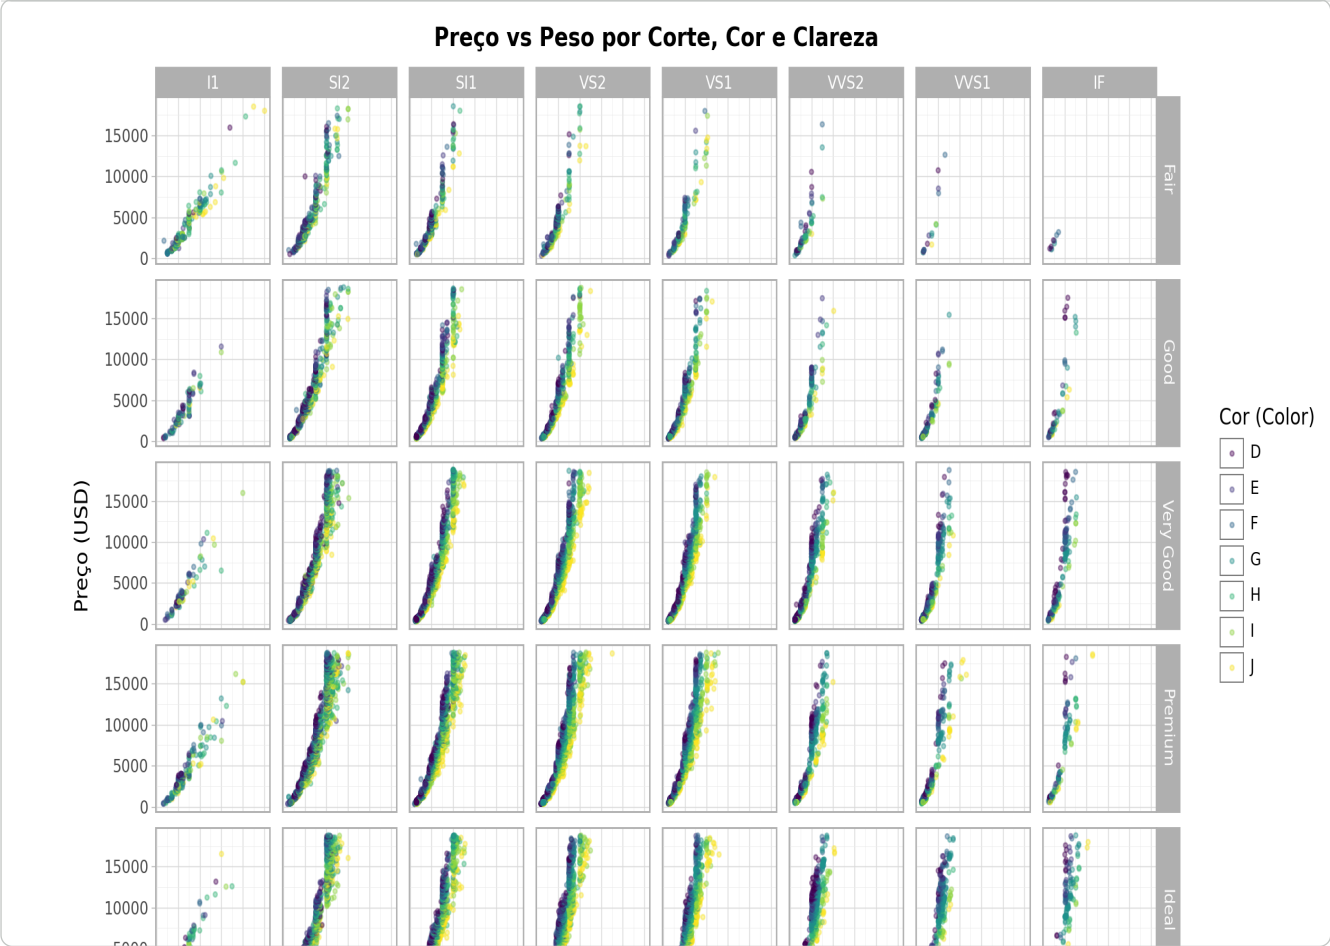 Preço vs Peso por Corte, Cor e Clareza
I1 SI2 SI1 VS2 VS1 VVS2 VVS1 IF
15000
10000
5000
0
Fair
15000
10000
5000
0
Good
15000
10000
5000
0
Very Good
15000
10000
5000
0
Premium
15000
10000
5000
Ideal
Preço (USD)
Cor (Color)
D
E
F
G
H
I
J